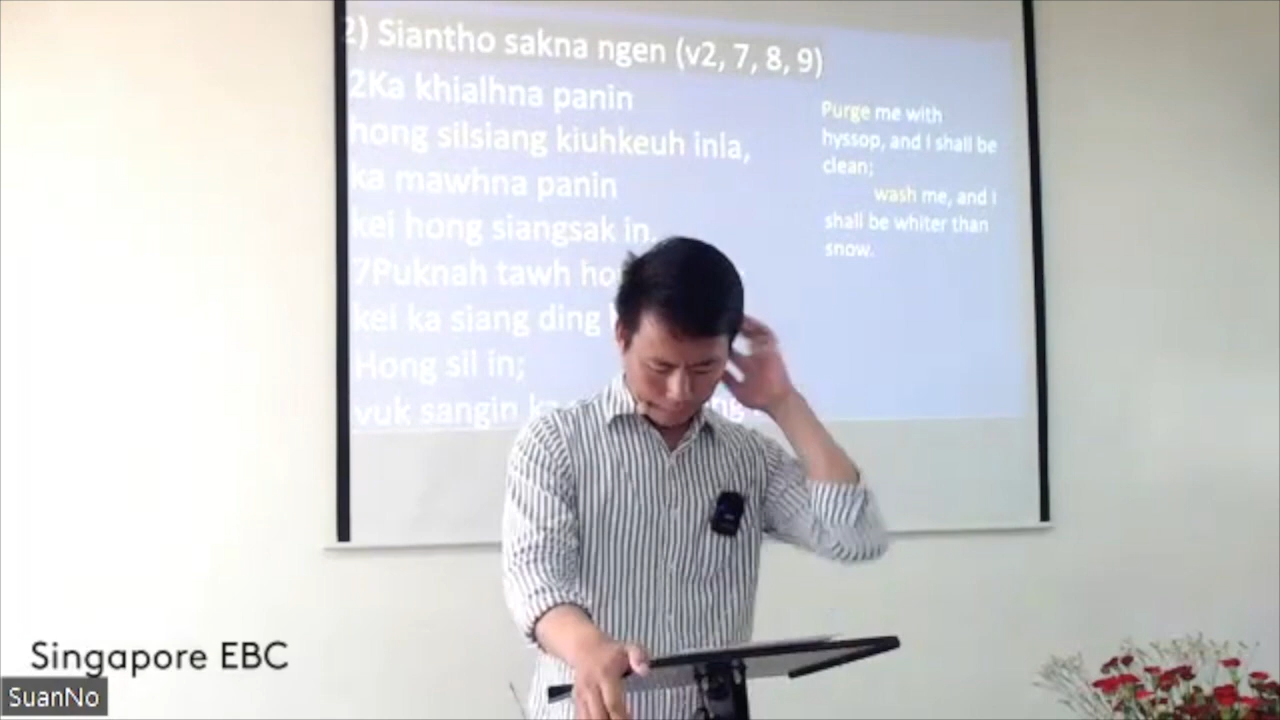 2) Siantho sakna ngen (v2, 7, 8, 9)
2Ka khialhna panin
hong silsiang kiuhkeuh inla,
ka mawhna panin
kei hong siangsak in.
7Puknah tawh
kei ka siang ding
Hong sil in;
vuk sangin
Purge me with
hyssop, and I shall be
clean;
wash me, and I
shall be whiter than
snow.
Singapore EBC
SuanNo